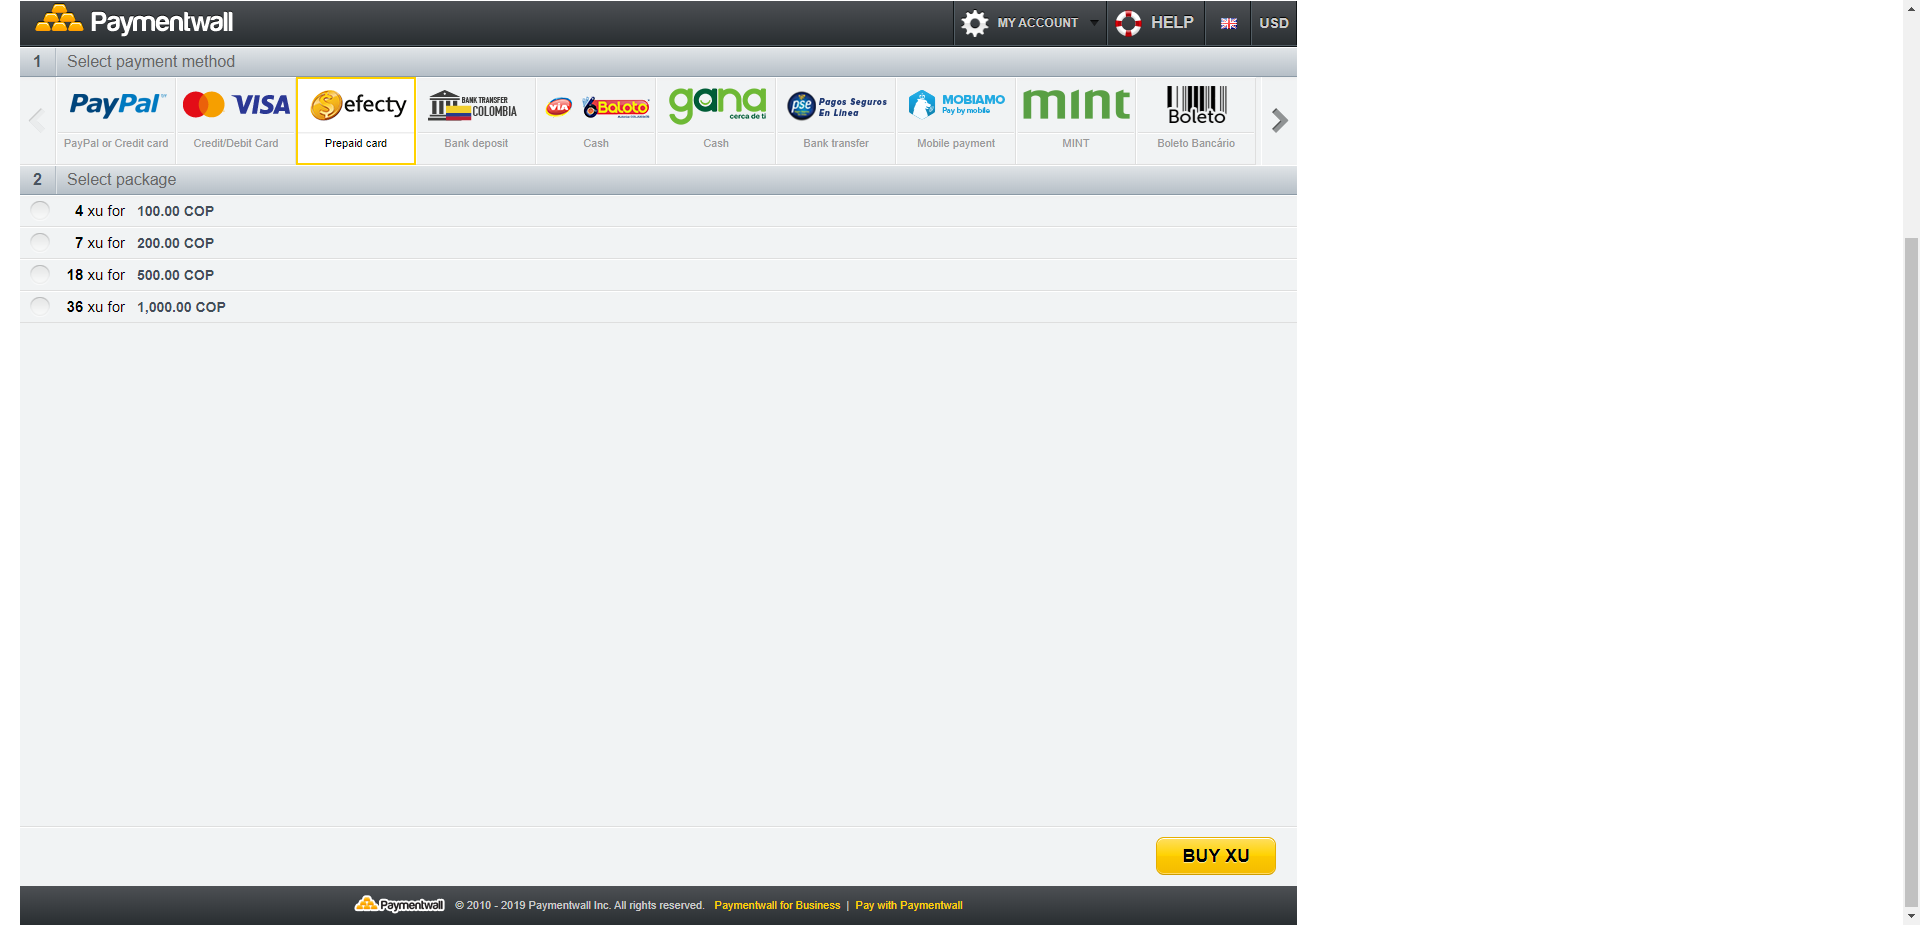 Paymentwall
MY ACCOUNT
HELP
USD
1 Select payment method
PayPal
PayPal or Credit card
VISA
Credit/Debit Card
efecty
Prepaid card
BANK TRANSFER
COLOMBIA
Bank deposit
VIA Baloto
Cash
gana
cerca de ti
Cash
pse Pagos Seguros
En Linea
Bank transfer
MOBIAMO
Pay by mobile
Mobile payment
mint
MINT
Boleto
Boleto Bancário
2 Select package
4 xu for 100.00 COP
7 xu for 200.00 COP
18 xu for 500.00 COP
36 xu for 1,000.00 COP
BUY XU
Paymentwall © 2010 - 2019 Paymentwall Inc. All rights reserved. Paymentwall for Business | Pay with Paymentwall